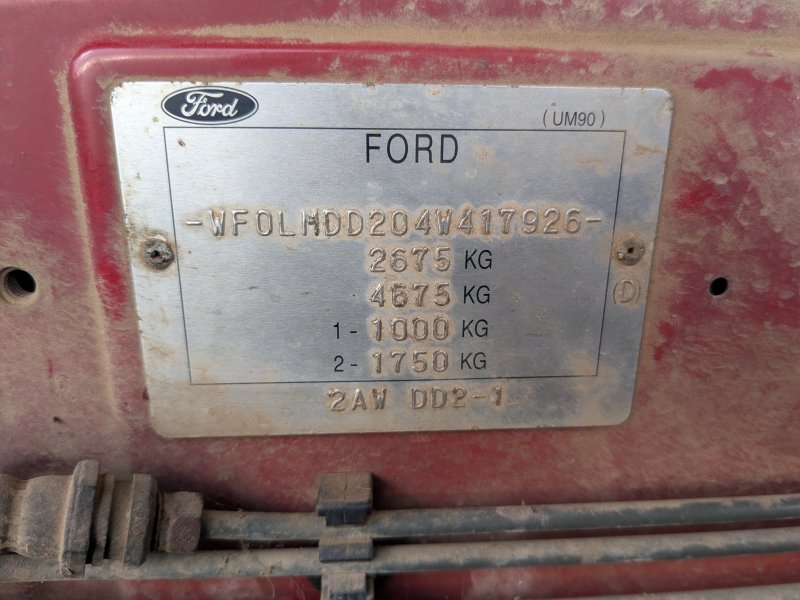 Ford
(UM90)
FORD
-WF0LMDD204W417926-
2675 KG
4675 KG
(D)
1- 1000 KG
2- 1750 KG
2AW DD2-1